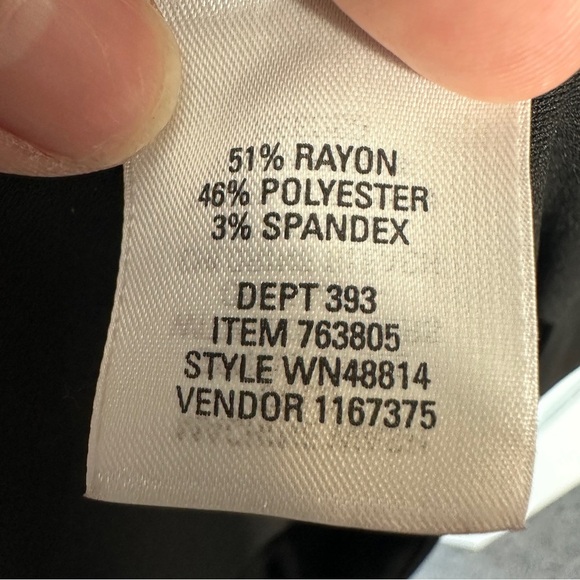 51% RAYON
46% POLYESTER
3% SPANDEX
DEPT 393
ITEM 763805
STYLE WN48814
VENDOR 1167375